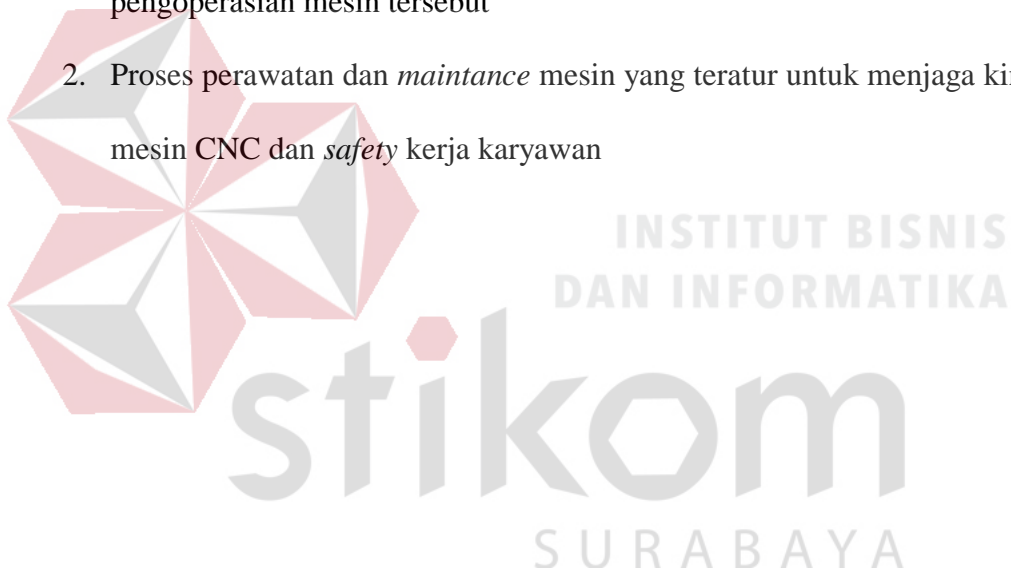 pengoperasian mesin tersebut
2. Proses perawatan dan maintance mesin yang teratur untuk menjaga
mesin CNC dan safety kerja karyawan
INSTITUT BISNIS
DAN INFORMATIKA
stikom
SURABAYA